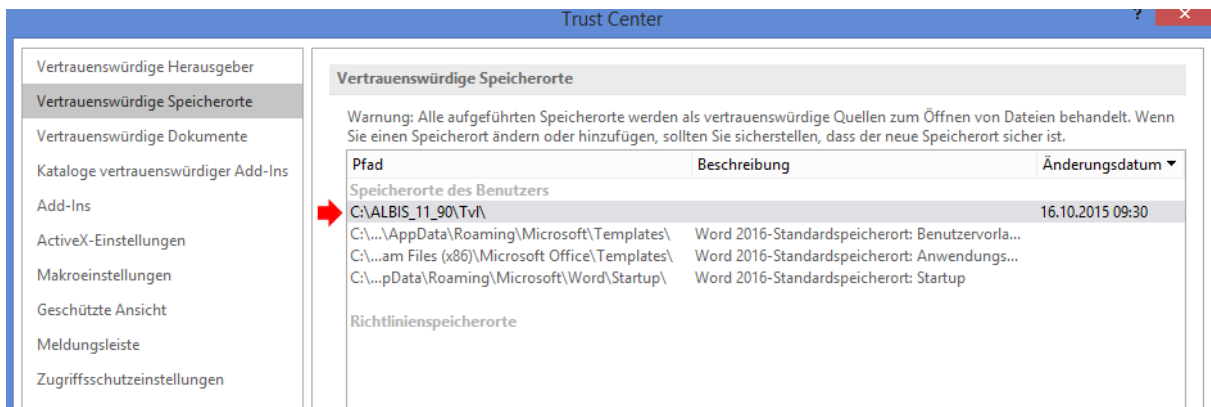 Trust Center
?
Vertrauenswürdige Herausgeber
Vertrauenswürdige Speicherorte
Vertrauenswürdige Dokumente
Kataloge vertrauenswürdiger Add-Ins
Add-Ins
ActiveX-Einstellungen
Makroeinstellungen
Geschützte Ansicht
Meldungsleiste
Zugriffsschutzeinstellungen
Vertrauenswürdige Speicherorte
Warnung: Alle aufgeführten Speicherorte werden als vertrauenswürdige Quellen zum Öffnen von Dateien behandelt. Wenn
Sie einen Speicherort ändern oder hinzufügen, sollten Sie sicherstellen, dass der neue Speicherort sicher ist.
Pfad Beschreibung Änderungsdatum
Speicherorte des Benutzers
C:\ALBIS_11_90\Tvl\ 16.10.2015 09:30
C:\...\AppData\Roaming\Microsoft\Templates\ Word 2016-Standardspeicherort: Benutzervorla...
C:\...am Files (x86)\Microsoft Office\Templates\ Word 2016-Standardspeicherort: Anwendungs...
C:\...pData\Roaming\Microsoft\Word\Startup\ Word 2016-Standardspeicherort: Startup
Richtlinienspeicherorte